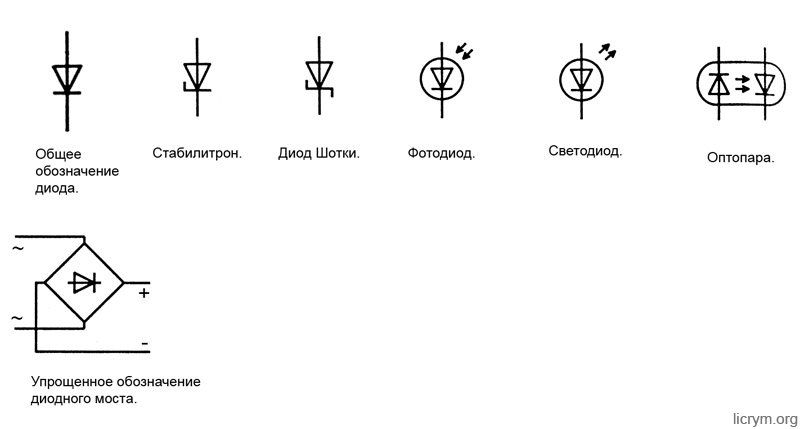 Общее
обозначение
диода.
Стабилитрон.
Диод Шотки.
Фотодиод.
Светодиод.
Оптопара.
~
+
~
-
Упрощенное обозначение
диодного моста.
licrym.org